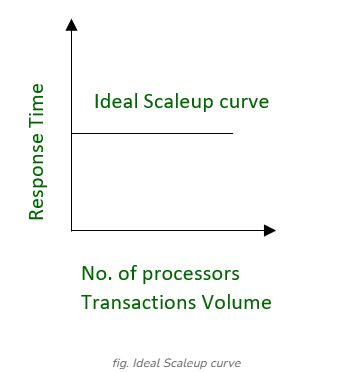 Ideal Scaleup curve
Response Time
No. of processors
Transactions Volume
fig. Ideal Scaleup curve